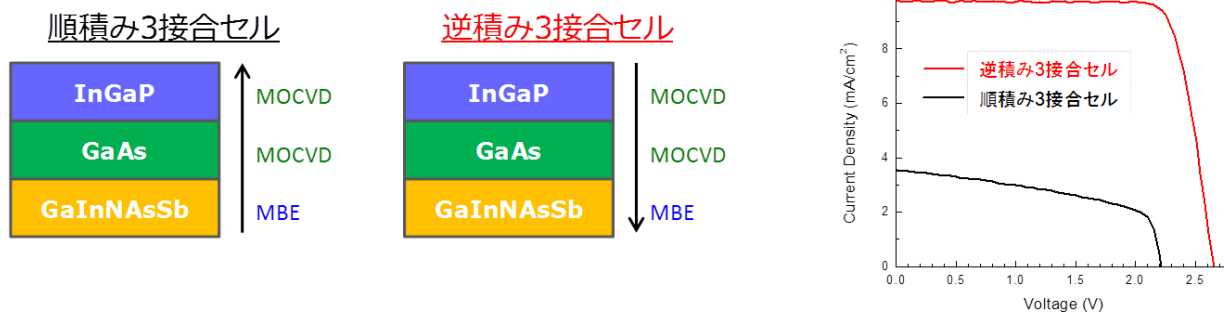 順積み3接合セル
InGaP
MOCVD
GaAs
MOCVD
GaInNAsSb
MBE
逆積み3接合セル
InGaP
MOCVD
GaAs
MOCVD
GaInNAsSb
MBE
Current Density (mA/cm²)
8
6
4
2
0
逆積み3接合セル
順積み3接合セル
0.0
0.5
1.0
1.5
2.0
2.5
Voltage (V)